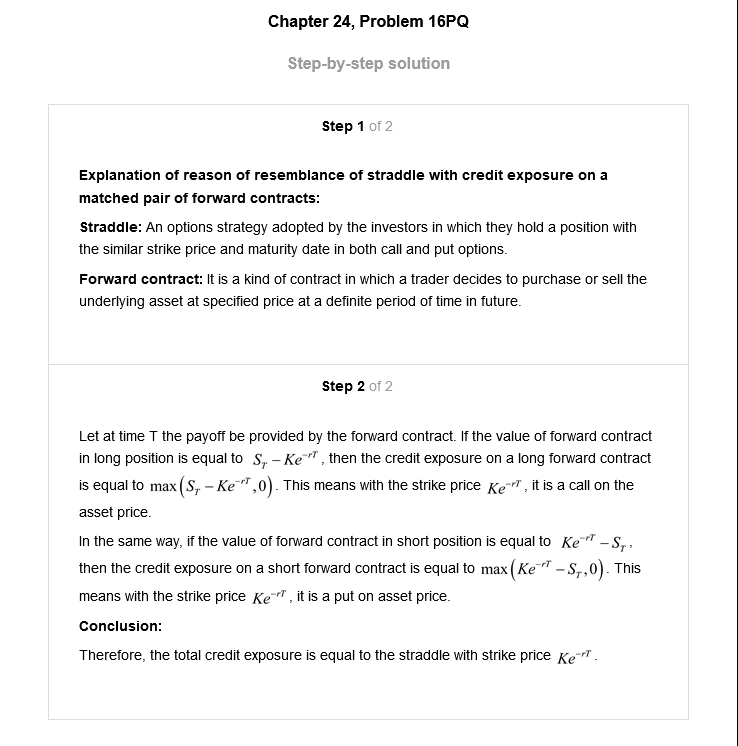 Chapter 24, Problem 16PQ
Step-by-step solution
Step 1 of 2
Explanation of reason of resemblance of straddle with credit exposure on a
matched pair of forward contracts:
Straddle: An options strategy adopted by the investors in which they hold a position with
the similar strike price and maturity date in both call and put options.
Forward contract: It is a kind of contract in which a trader decides to purchase or sell the
underlying asset at specified price at a definite period of time in future.
Step 2 of 2
Let at time T the payoff be provided by the forward contract. If the value of forward contract
in long position is equal to S_T − Ke^{−rT}, then the credit exposure on a long forward contract
is equal to max(S_T − Ke^{−rT},0). This means with the strike price Ke^{−rT}, it is a call on the
asset price.
In the same way, if the value of forward contract in short position is equal to Ke^{−rT} − S_T,
then the credit exposure on a short forward contract is equal to max(Ke^{−rT} − S_T,0). This
means with the strike price Ke^{−rT}, it is a put on asset price.
Conclusion:
Therefore, the total credit exposure is equal to the straddle with strike price Ke^{−rT}.